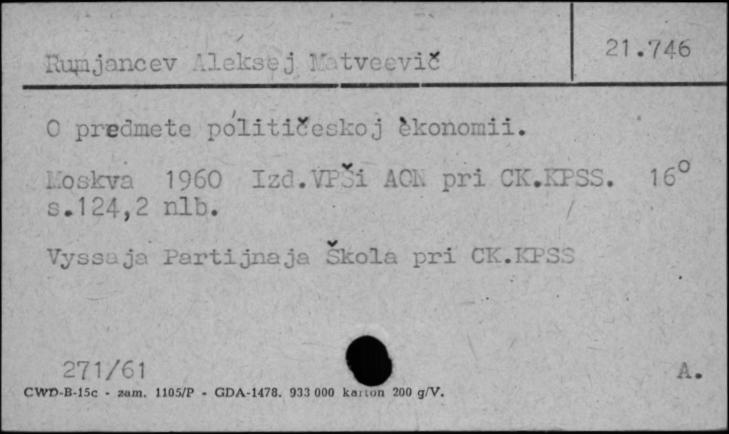 Rumjancev Aleksej Matveevič
21.746
O predmete političeskoj èkonomii.
Moskva 1960 Izd.VPŠi AON pri CK.KPSS. 16°
s.124,2 nlb.
Vyssaja Partijnaja Škola pri CK.KPSS
271/61
A.
CWD-B-15c - zam. 1105/P - GDA-1478. 933 000 karton 200 g/V.